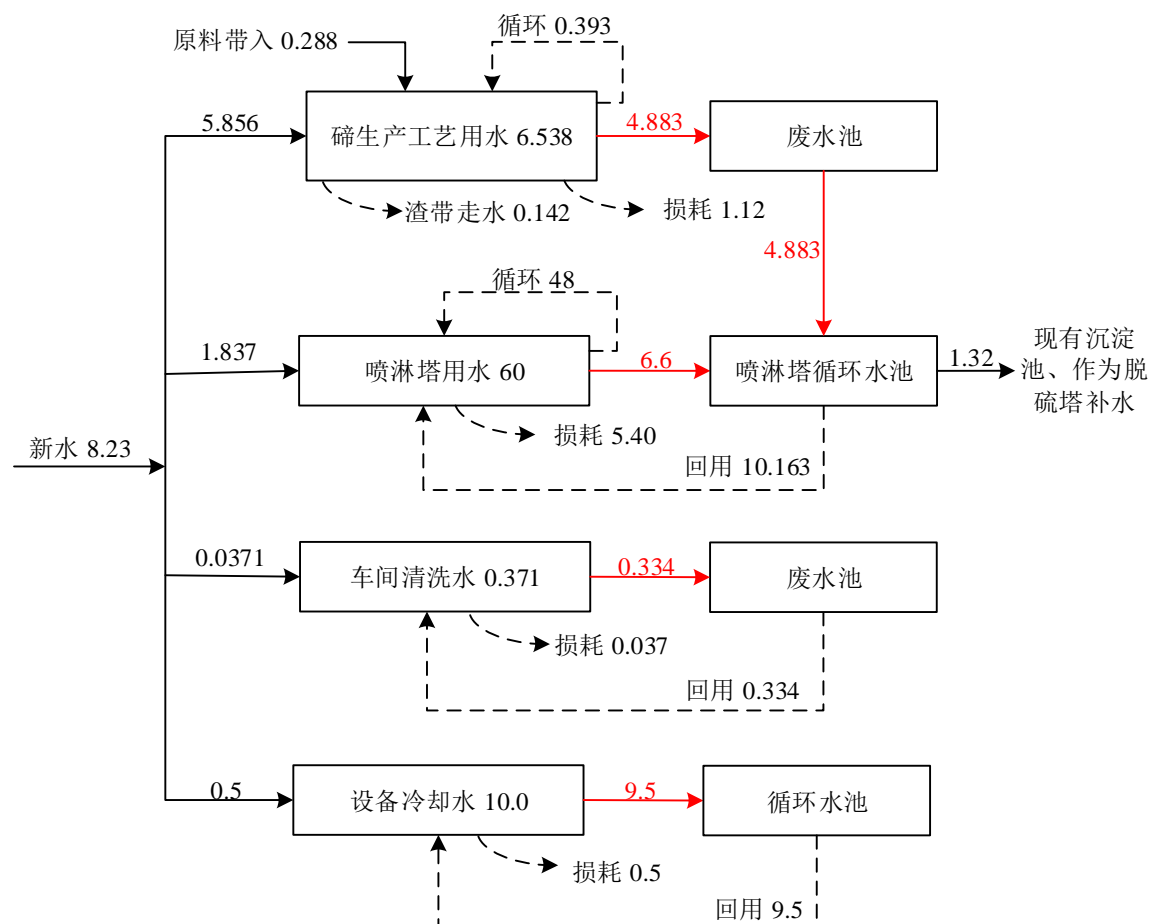 循环 0.393
原料带入 0.288
5.856
碲生产工艺用水 6.538
4.883
废水池
渣带走水 0.142
损耗 1.12
4.883
循环 48
1.837
喷淋塔用水 60
6.6
喷淋塔循环水池
1.32
现有沉淀
池、作为脱
硫塔补水
损耗 5.40
新水 8.23
回用 10.163
0.0371
车间清洗水 0.371
0.334
废水池
损耗 0.037
回用 0.334
0.5
设备冷却水 10.0
9.5
循环水池
损耗 0.5
回用 9.5